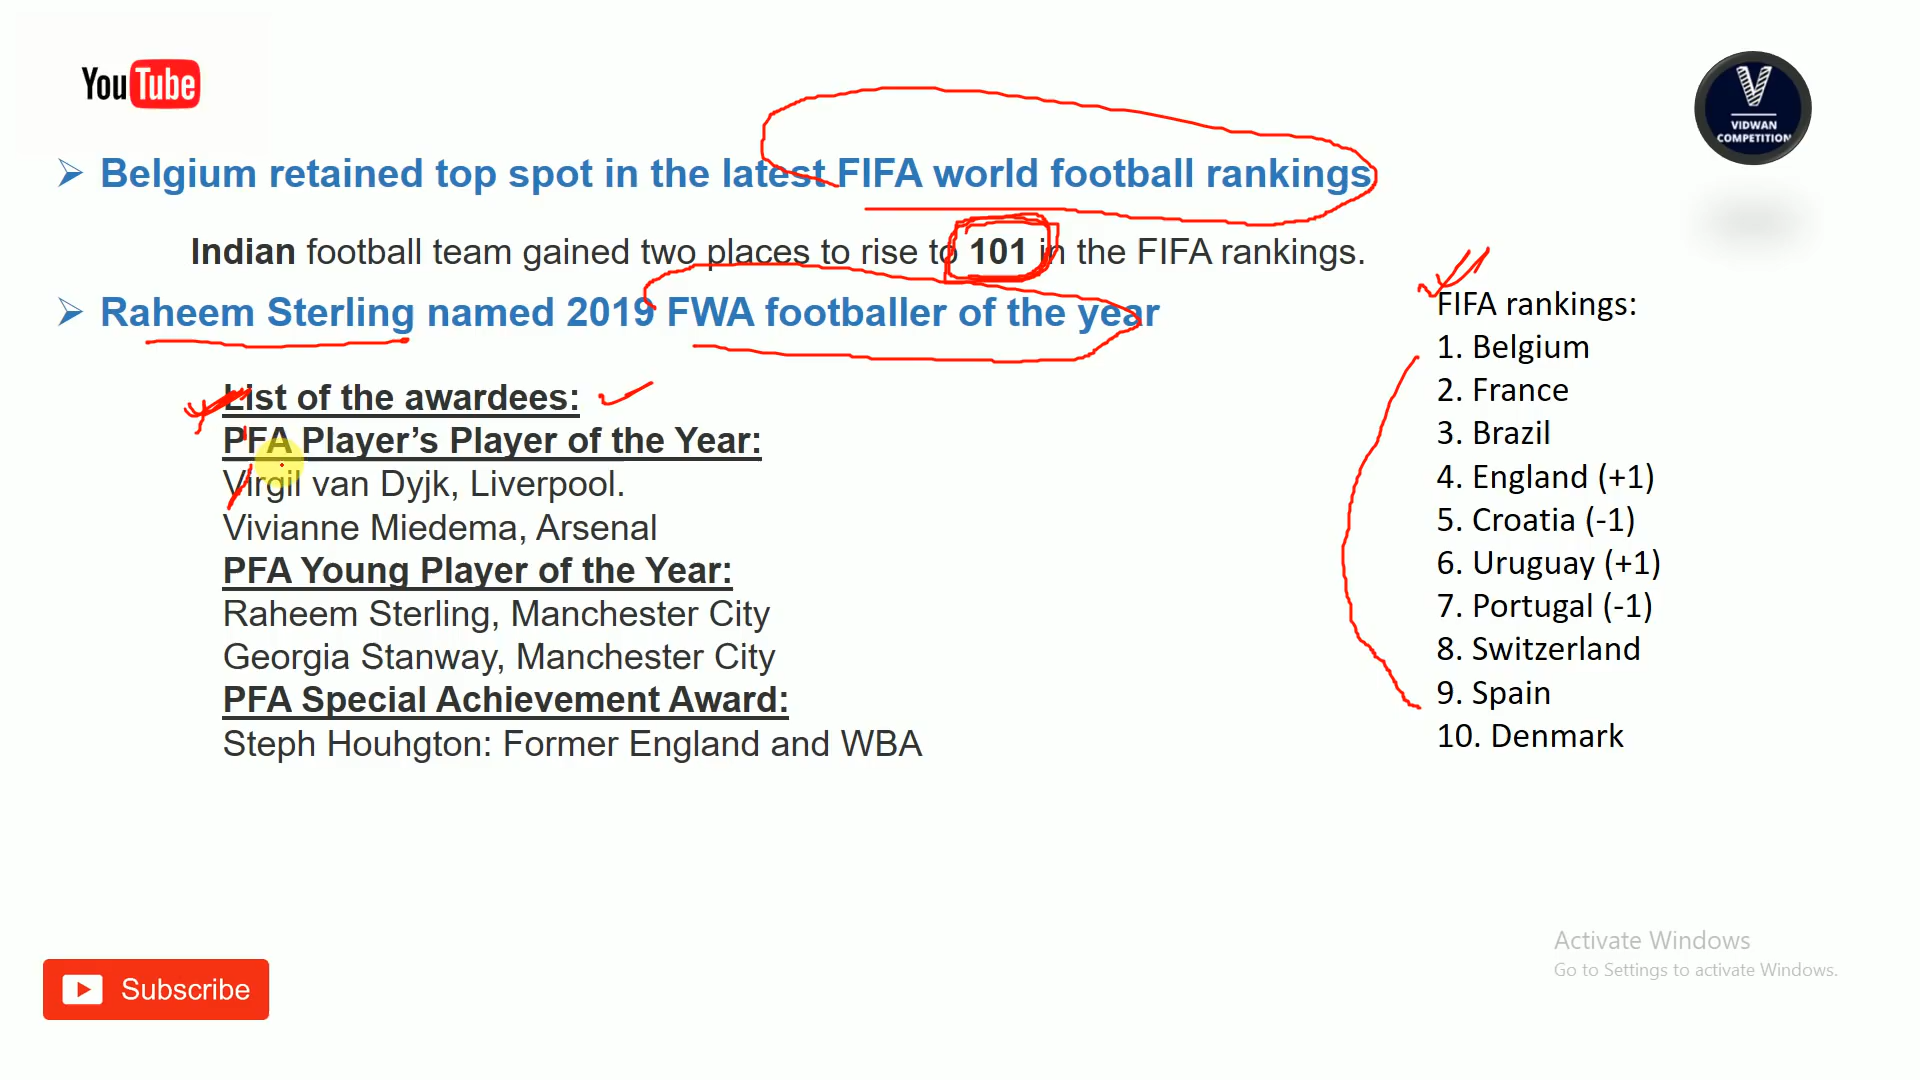 YouTube
V
VIDWAN
COMPETITION
Belgium retained top spot in the latest FIFA world football rankings
Indian football team gained two places to rise to 101 in the FIFA rankings.
Raheem Sterling named 2019 FWA footballer of the year
List of the awardees:
PFA Player’s Player of the Year:
Virgil van Dyjk, Liverpool.
Vivianne Miedema, Arsenal
PFA Young Player of the Year:
Raheem Sterling, Manchester City
Georgia Stanway, Manchester City
PFA Special Achievement Award:
Steph Houhgton: Former England and WBA
FIFA rankings:
1. Belgium
2. France
3. Brazil
4. England (+1)
5. Croatia (-1)
6. Uruguay (+1)
7. Portugal (-1)
8. Switzerland
9. Spain
10. Denmark
Activate Windows
Go to Settings to activate Windows.
Subscribe